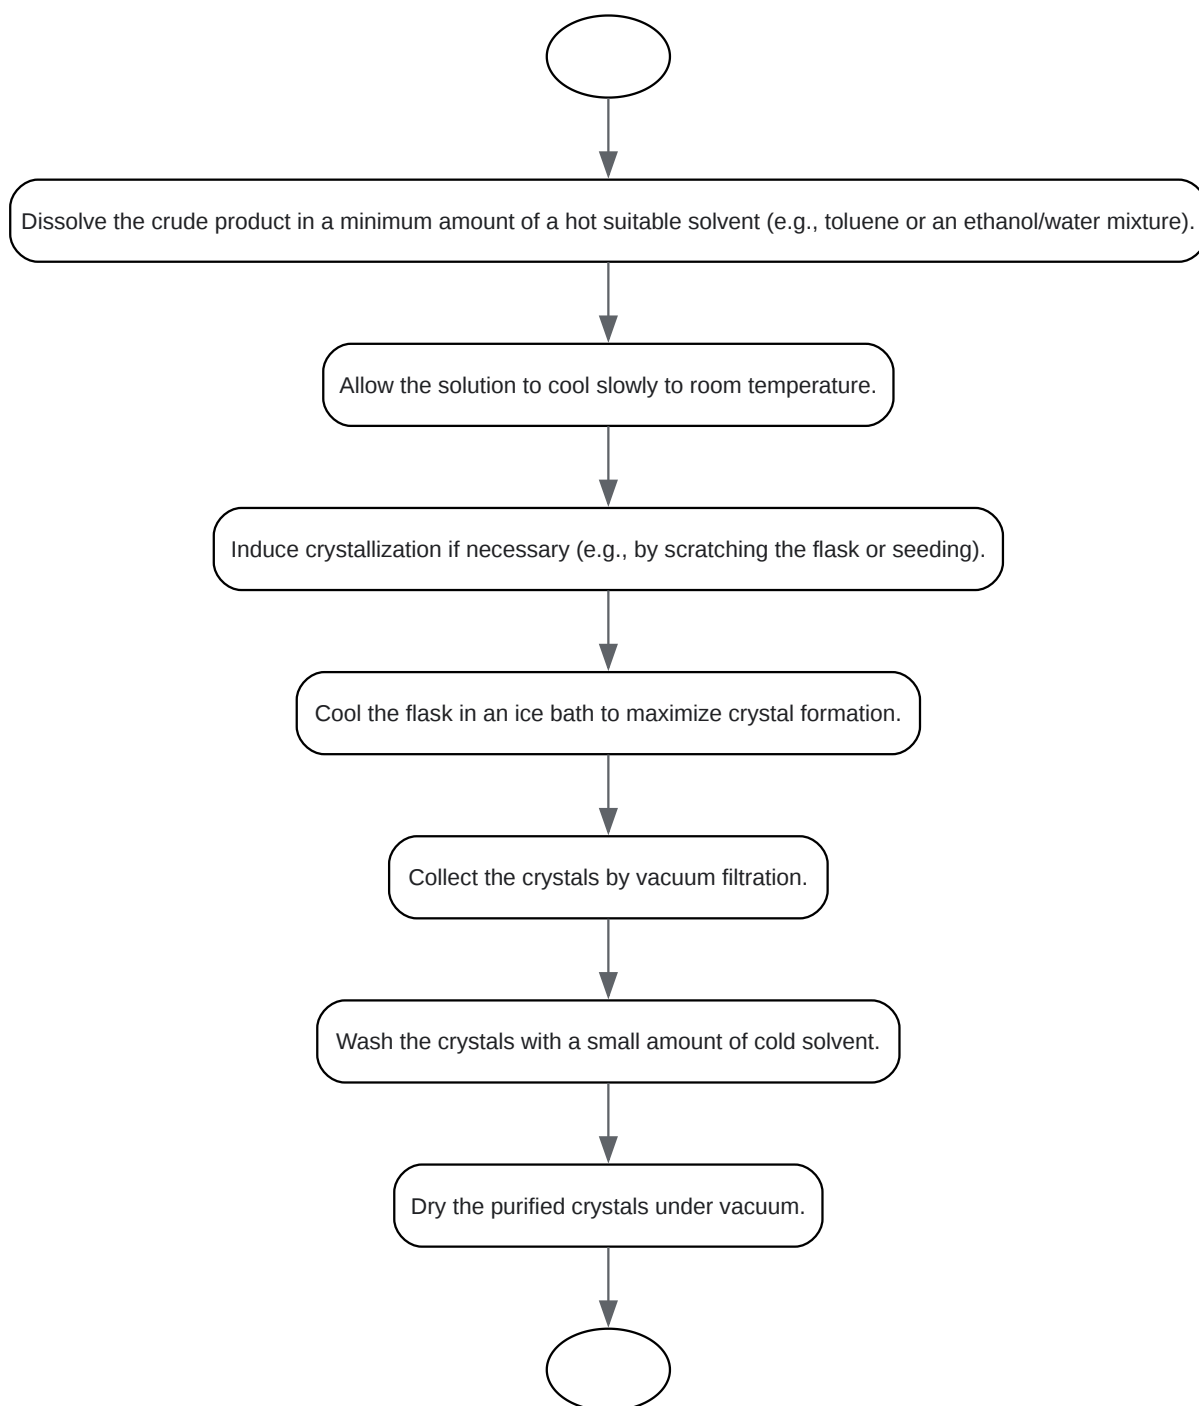 Dissolve the crude product in a minimum amount of a hot suitable solvent (e.g., toluene or an ethanol/water mixture).
Allow the solution to cool slowly to room temperature.
Induce crystallization if necessary (e.g., by scratching the flask or seeding).
Cool the flask in an ice bath to maximize crystal formation.
Collect the crystals by vacuum filtration.
Wash the crystals with a small amount of cold solvent.
Dry the purified crystals under vacuum.